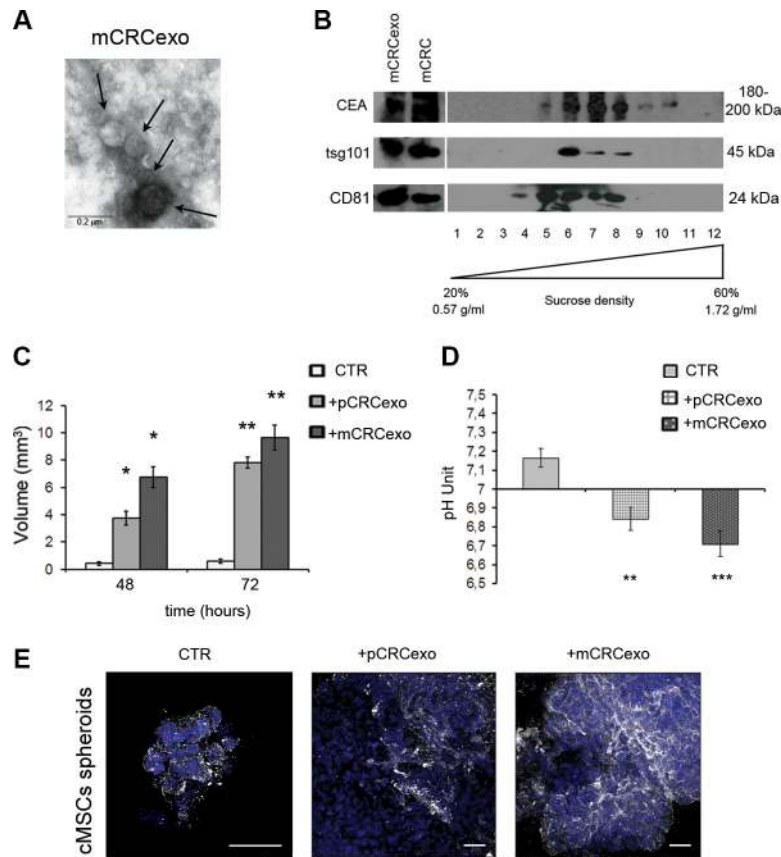 A
mCRCexo
0.2 µm
B
mCRCexo
mCRC
CEA
180-
200 kDa
tsg101
45 kDa
CD81
24 kDa
1 2 3 4 5 6 7 8 9 10 11 12
20%
0.57 g/ml
Sucrose density
60%
1.72 g/ml
C
CTR
+pCRCexo
+mCRCexo
Volume (mm³)
12
10
8
6
4
2
0
* *
** **
48 72
time (hours)
D
CTR
+pCRCexo
+mCRCexo
pH Unit
7,5
7,4
7,3
7,2
7,1
7
6,9
6,8
6,7
6,6
6,5
** ***
E
CTR +pCRCexo +mCRCexo
cMSCs spheroids